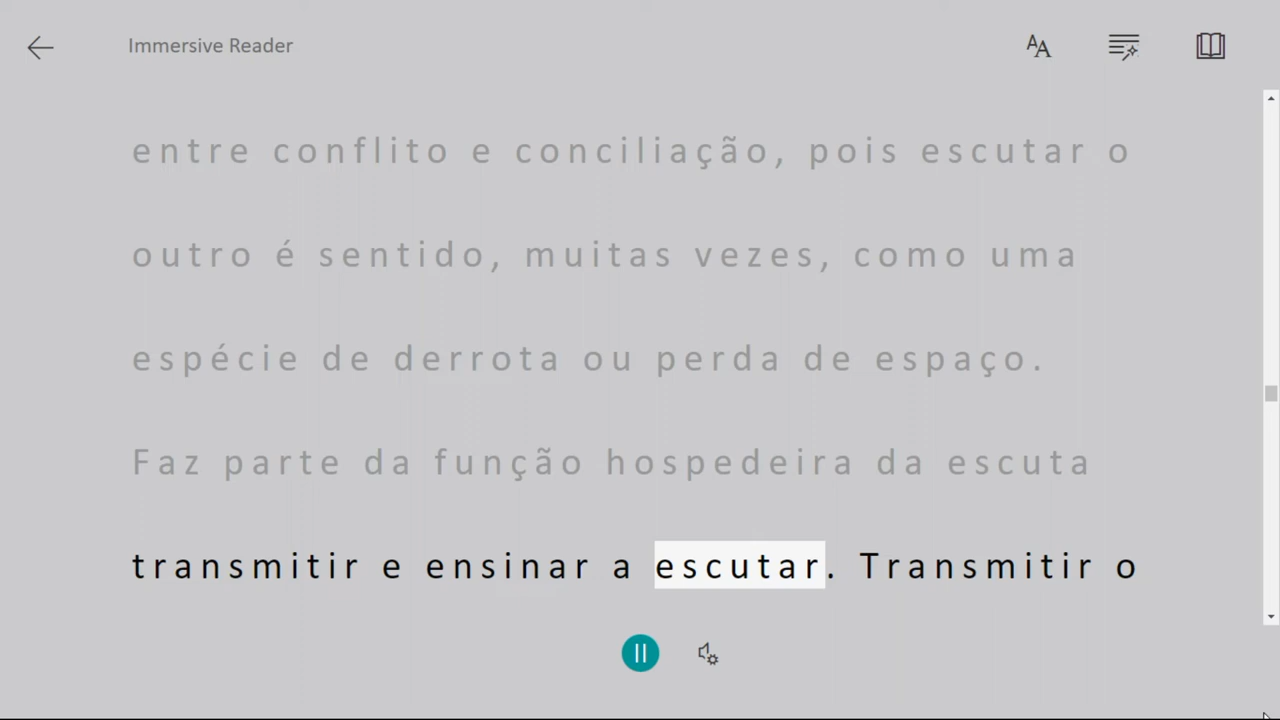 Immersive Reader
entre conflito e conciliação, pois escutar o
outro é sentido, muitas vezes, como uma
espécie de derrota ou perda de espaço.
Faz parte da função hospedeira da escuta
transmitir e ensinar a escutar. Transmitir o